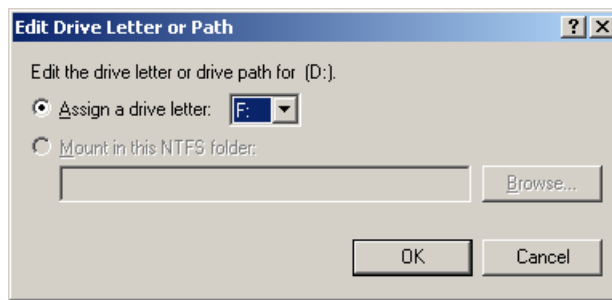 Edit Drive Letter or Path
Edit the drive letter or drive path for (D:).
Assign a drive letter: F:
Mount in this NTFS folder:
Browse...
OK Cancel